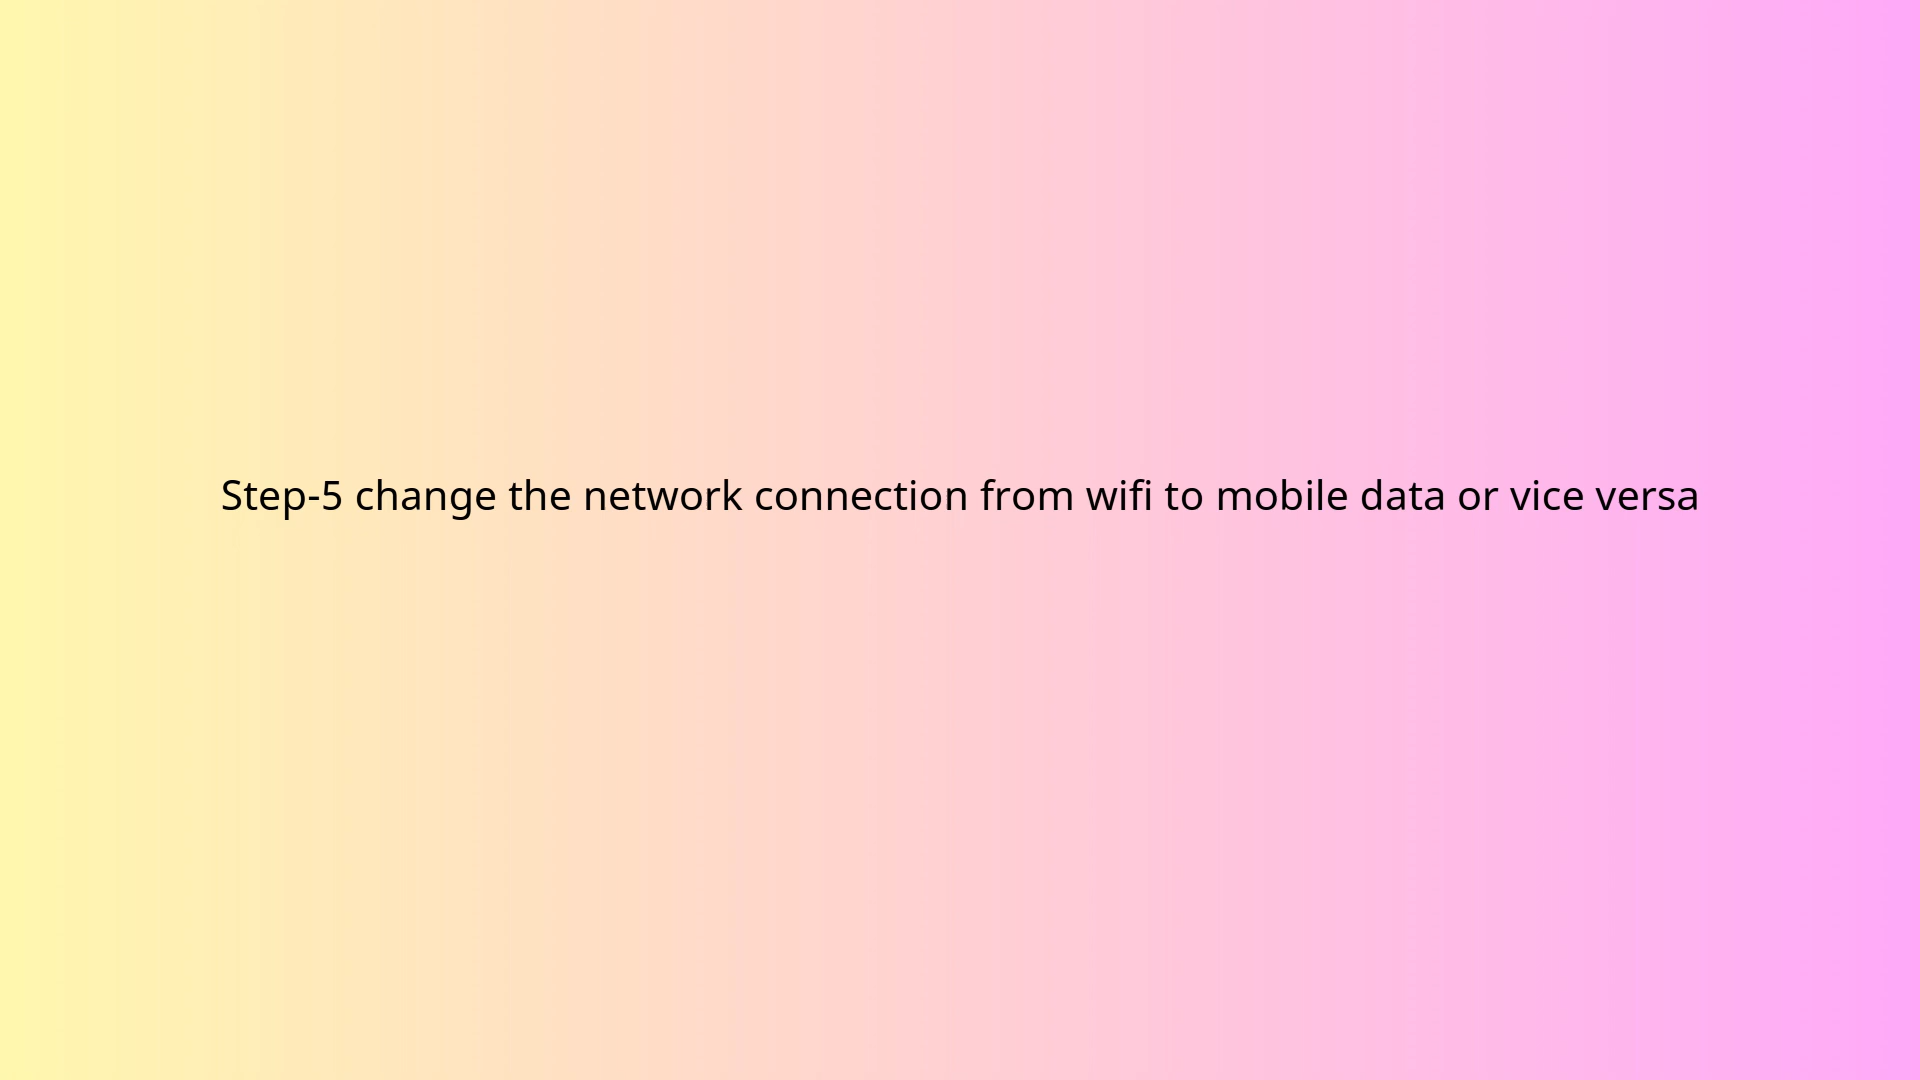 Step-5 change the network connection from wifi to mobile data or vice versa